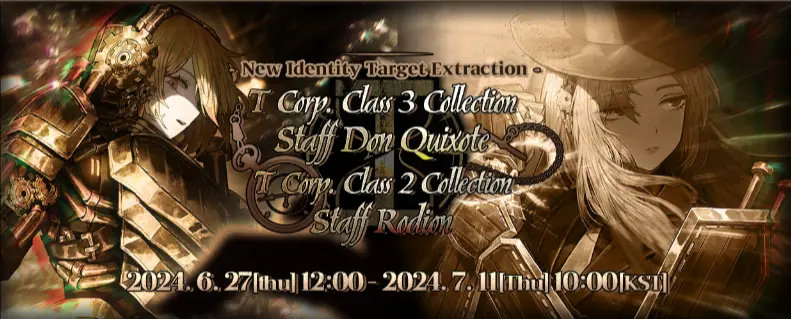 New Identity Target Extraction -
T Corp. Class 3 Collection
Staff Don Quixote
T Corp. Class 2 Collection
Staff Rodion
2024. 6. 27[thu] 12:00 - 2024. 7. 11[Thu] 10:00[KST]